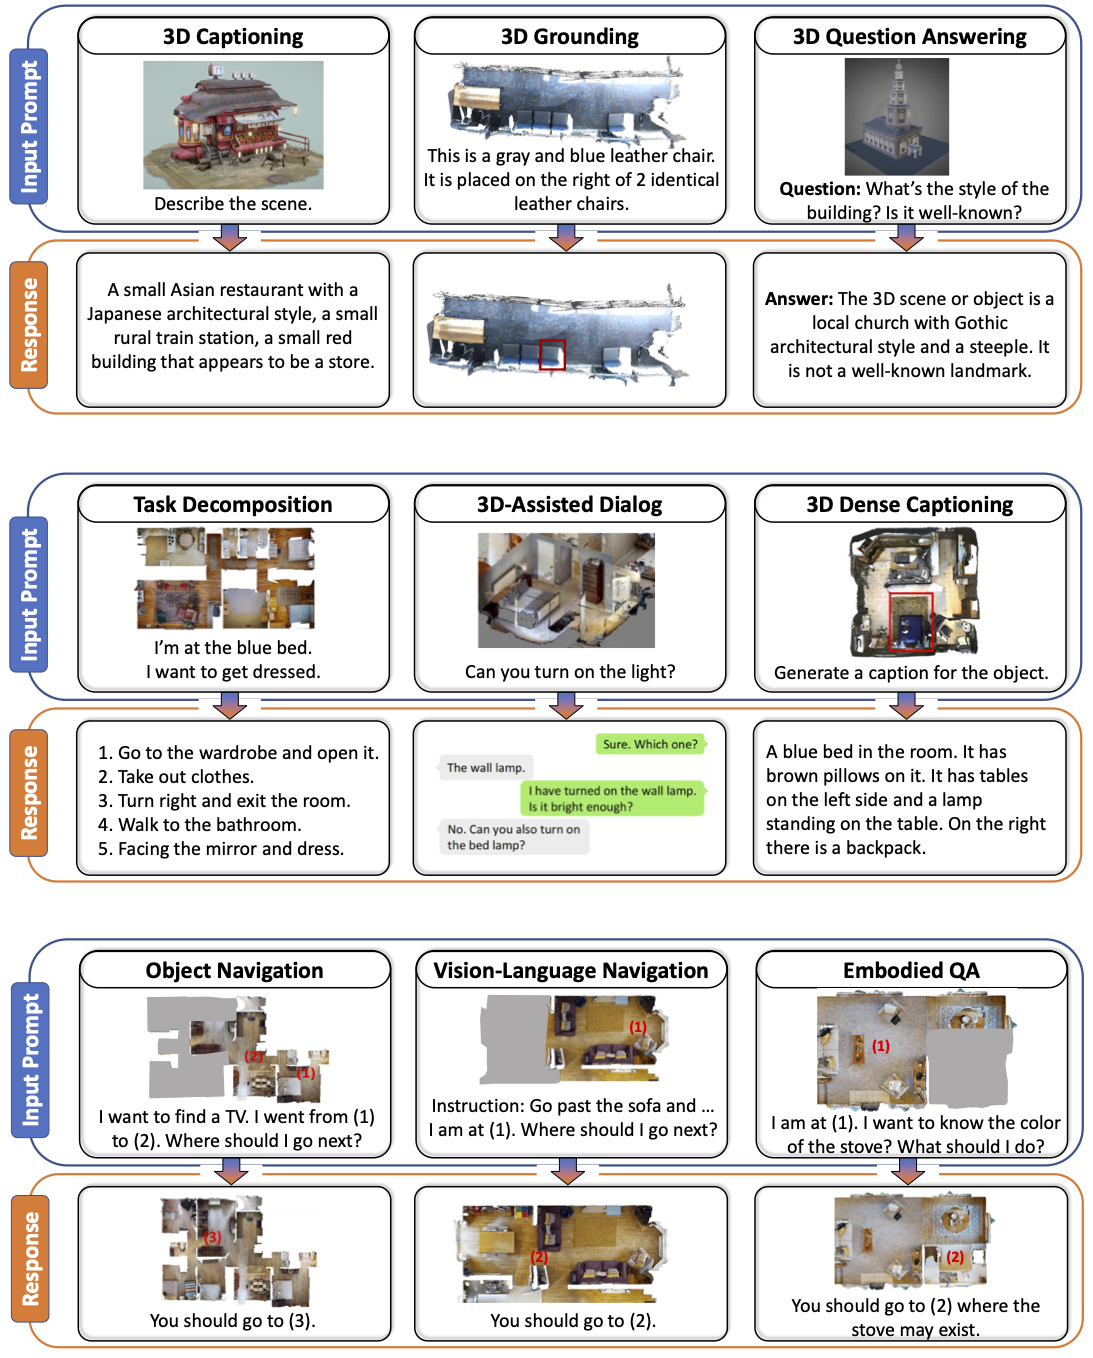 Input Prompt
3D Captioning
Describe the scene.
3D Grounding
This is a gray and blue leather chair.
It is placed on the right of 2 identical
leather chairs.
3D Question Answering
Question: What's the style of the
building? Is it well-known?
Response
A small Asian restaurant with a
Japanese architectural style, a small
rural train station, a small red
building that appears to be a store.
Answer: The 3D scene or object is a
local church with Gothic
architectural style and a steeple. It
is not a well-known landmark.
Input Prompt
Task Decomposition
I'm at the blue bed.
I want to get dressed.
3D-Assisted Dialog
Can you turn on the light?
3D Dense Captioning
Generate a caption for the object.
Response
1. Go to the wardrobe and open it.
2. Take out clothes.
3. Turn right and exit the room.
4. Walk to the bathroom.
5. Facing the mirror and dress.
Sure. Which one?
The wall lamp.
I have turned on the wall lamp.
Is it bright enough?
No. Can you also turn on
the bed lamp?
A blue bed in the room. It has
brown pillows on it. It has tables
on the left side and a lamp
standing on the table. On the right
there is a backpack.
Input Prompt
Object Navigation
(2)
(1)
I want to find a TV. I went from (1)
to (2). Where should I go next?
Vision-Language Navigation
(1)
Instruction: Go past the sofa and ...
I am at (1). Where should I go next?
Embodied QA
(1)
I am at (1). I want to know the color
of the stove? What should I do?
Response
(3)
You should go to (3).
(2)
You should go to (2).
(2)
You should go to (2) where the
stove may exist.